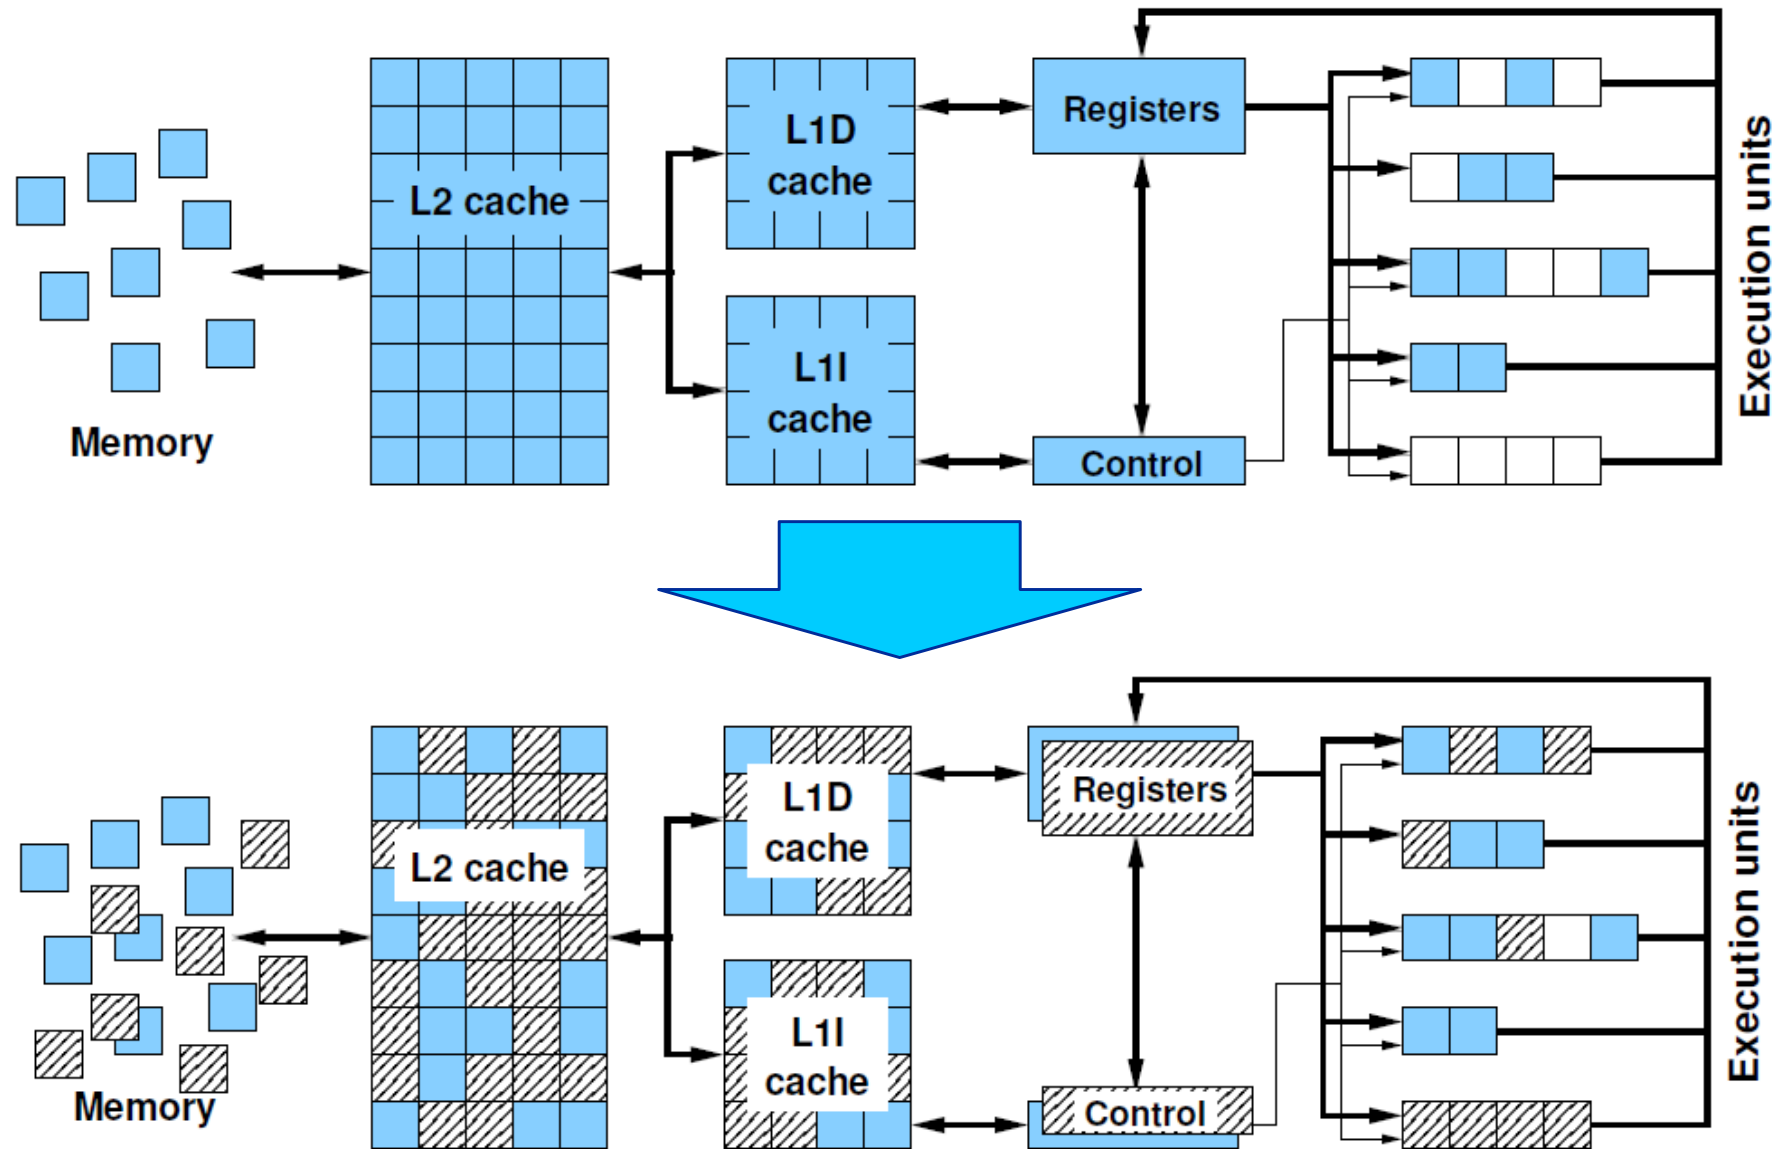 L1D
cache
Registers
L2 cache
L1I
cache
Memory
Control
Execution units
L1D
cache
Registers
L2 cache
L1I
cache
Memory
Control
Execution units